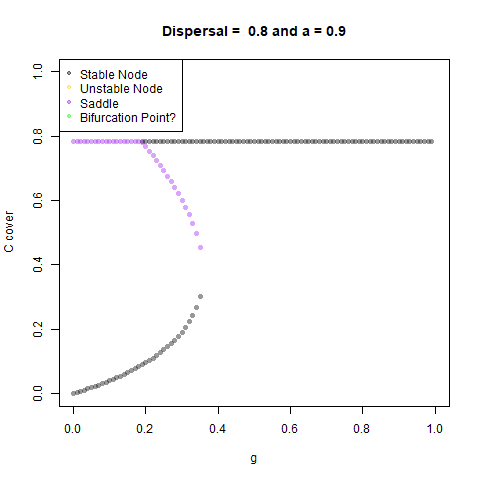 Dispersal =  0.8 and a = 0.9
Stable Node
Unstable Node
Saddle
Bifurcation Point?
C cover
1.0
0.8
0.6
0.4
0.2
0.0
0.0 0.2 0.4 0.6 0.8 1.0
g